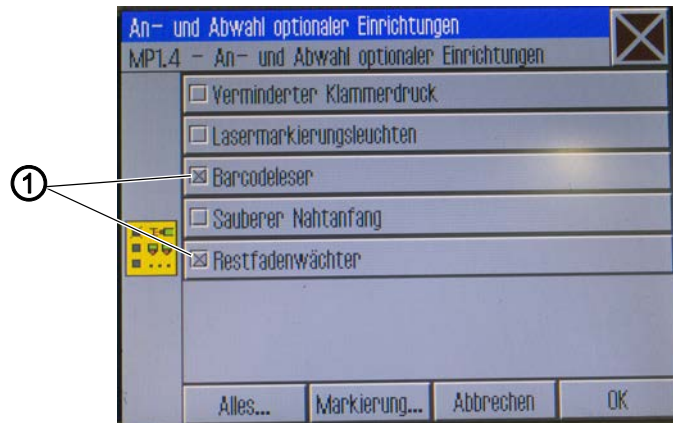 An- und Abwahl optionaler Einrichtungen
MP1.4 - An- und Abwahl optionaler Einrichtungen
Verminderter Klammerdruck
Lasermarkierungsleuchten
1
Barcodeleser
Sauberer Nahtanfang
Restfadenwächter
Alles... Markierung... Abbrechen OK